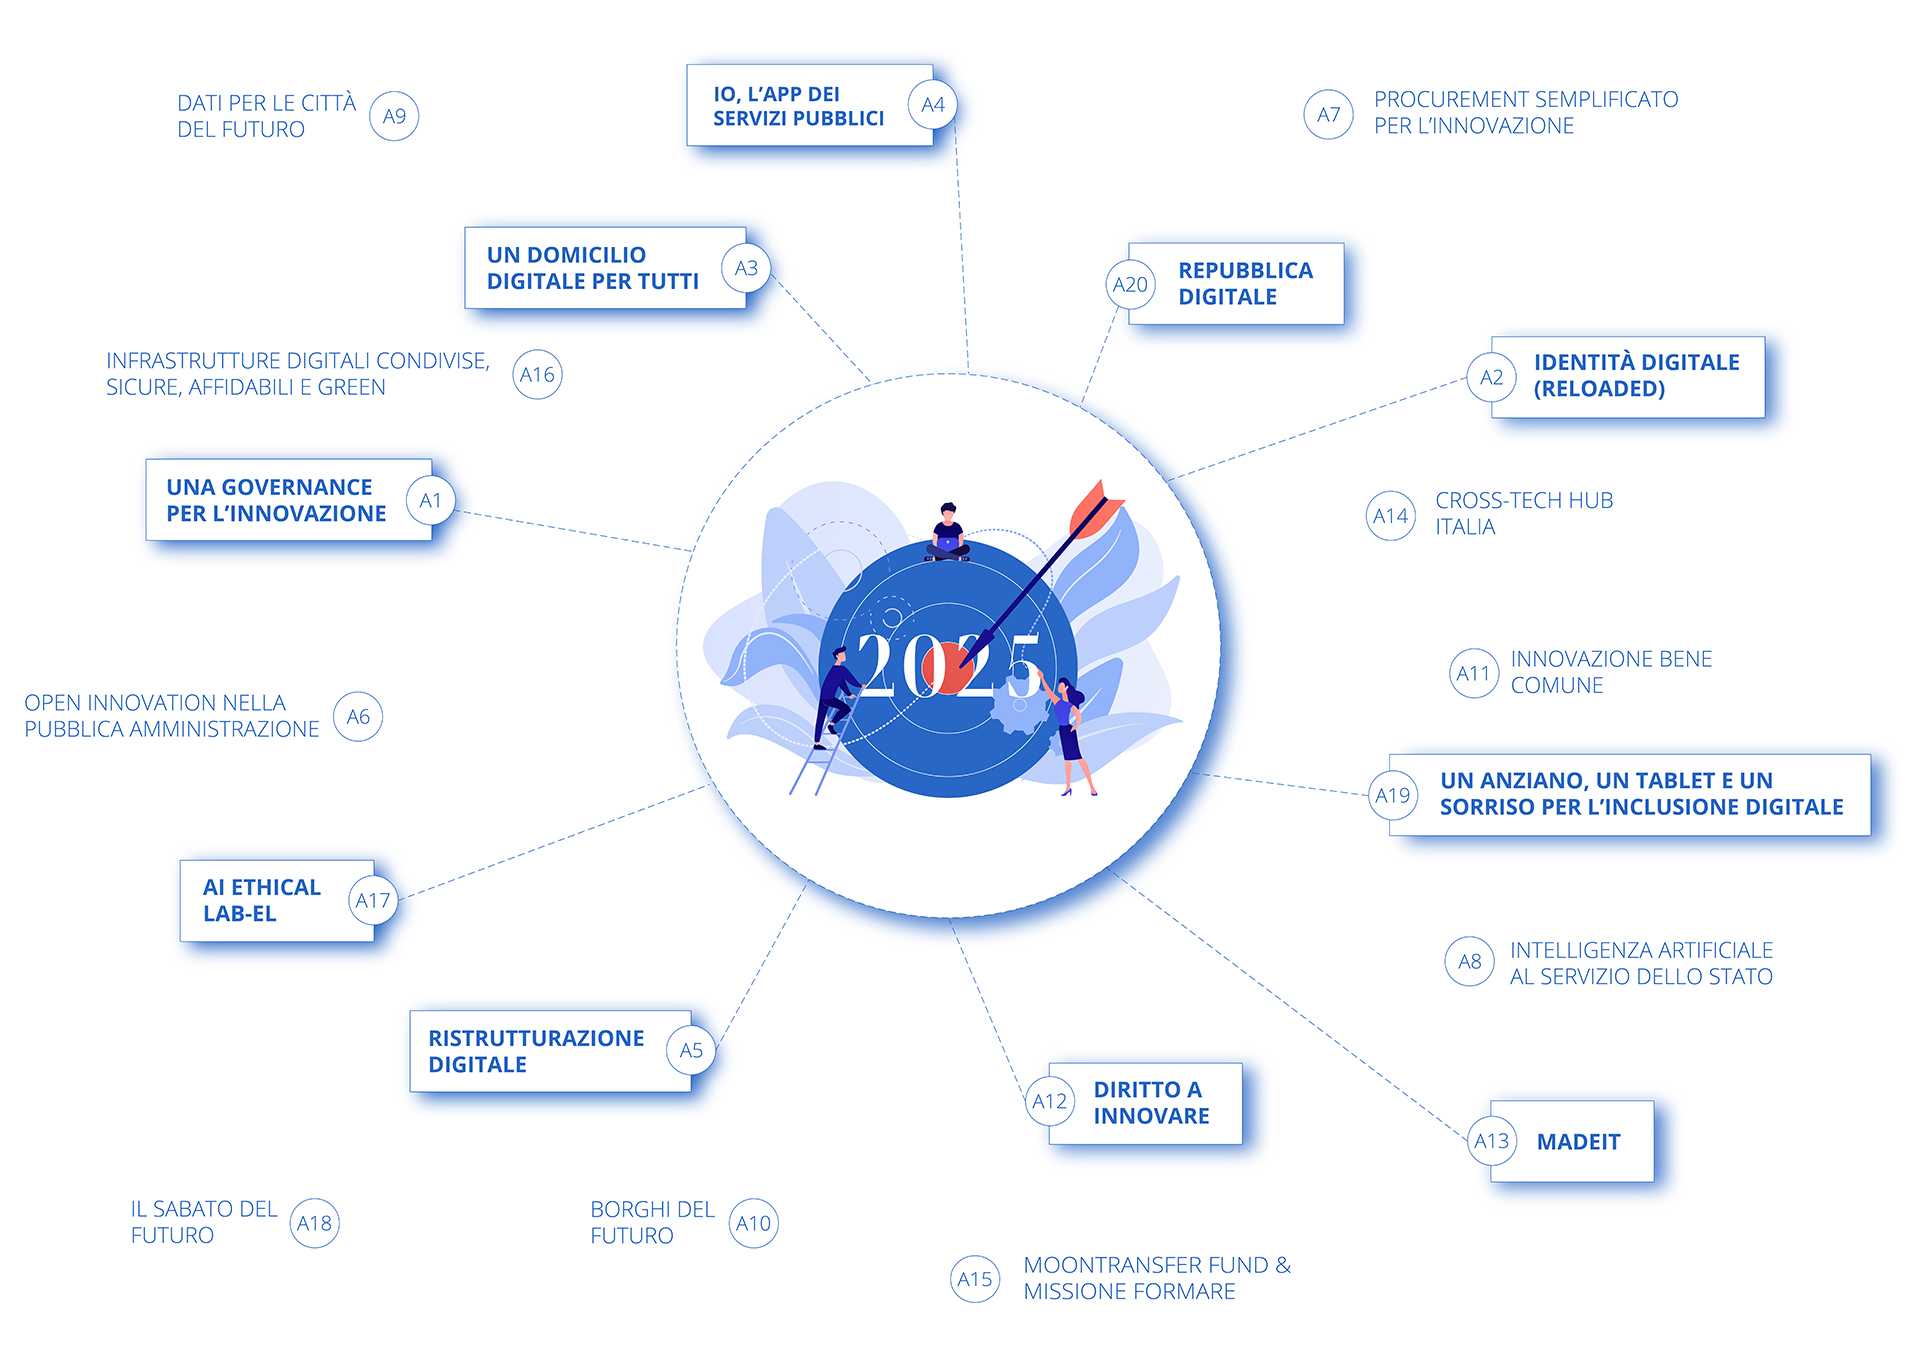 DATI PER LE CITTÀ
DEL FUTURO
A9
IO, L’APP DEI
SERVIZI PUBBLICI
A4
A7
PROCUREMENT SEMPLIFICATO
PER L’INNOVAZIONE
UN DOMICILIO
DIGITALE PER TUTTI
A3
A20
REPUBBLICA
DIGITALE
INFRASTRUTTURE DIGITALI CONDIVISE,
SICURE, AFFIDABILI E GREEN
A16
A2
IDENTITÀ DIGITALE
(RELOADED)
UNA GOVERNANCE
PER L’INNOVAZIONE
A1
A14
CROSS-TECH HUB
ITALIA
2025
A11
INNOVAZIONE BENE
COMUNE
OPEN INNOVATION NELLA
PUBBLICA AMMINISTRAZIONE
A6
A19
UN ANZIANO, UN TABLET E UN
SORRISO PER L’INCLUSIONE DIGITALE
AI ETHICAL
LAB-EL
A17
A8
INTELLIGENZA ARTIFICIALE
AL SERVIZIO DELLO STATO
RISTRUTTURAZIONE
DIGITALE
A5
A12
DIRITTO A
INNOVARE
A13
MADEIT
IL SABATO DEL
FUTURO
A18
BORGHI DEL
FUTURO
A10
A15
MOONTRANSFER FUND &
MISSIONE FORMARE